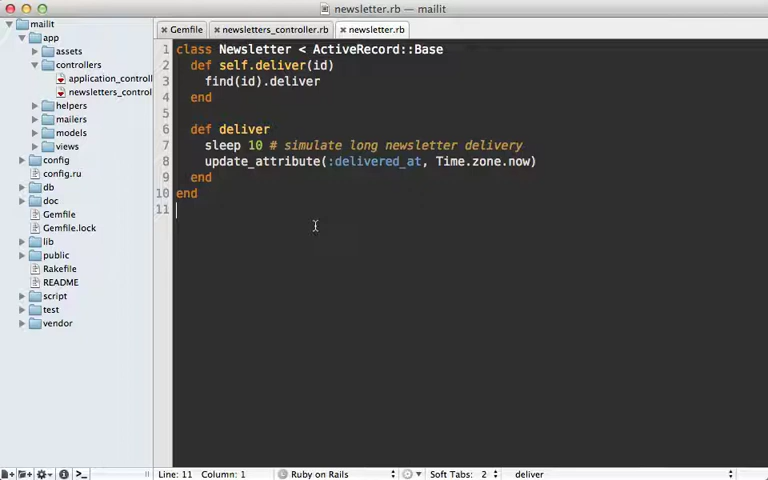 newsletter.rb — mailit
mailit
app
assets
controllers
application_controll
newsletters_control
helpers
mailers
models
views
config
config.ru
db
doc
Gemfile
Gemfile.lock
lib
public
Rakefile
README
script
test
vendor
Gemfile newsletters_controller.rb newsletter.rb
1 class Newsletter < ActiveRecord::Base
2 def self.deliver(id)
3 find(id).deliver
4 end
5
6 def deliver
7 sleep 10 # simulate long newsletter delivery
8 update_attribute(:delivered_at, Time.zone.now)
9 end
10 end
11
Line: 11 Column: 1 Ruby on Rails Soft Tabs: 2 deliver